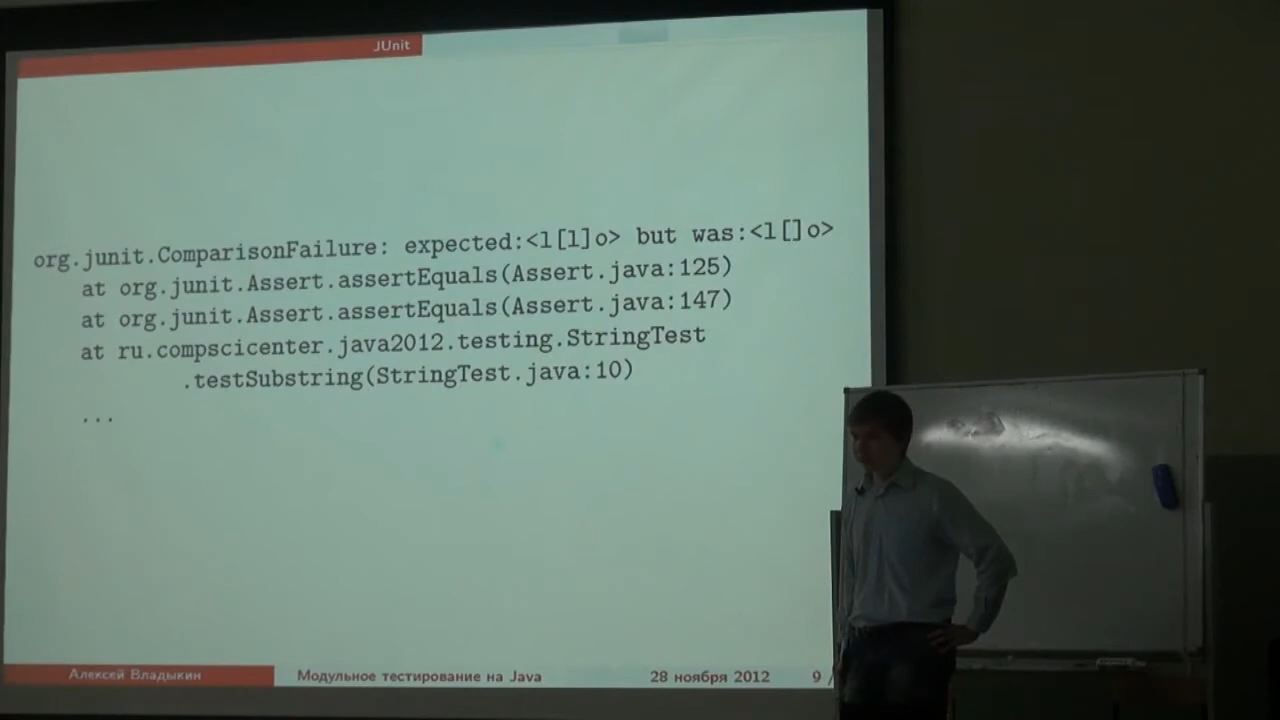 JUnit
org.junit.ComparisonFailure: expected:<l[l]o> but was:<l[]o>
at org.junit.Assert.assertEquals(Assert.java:125)
at org.junit.Assert.assertEquals(Assert.java:147)
at ru.compscicenter.java2012.testing.StringTest
.testSubstring(StringTest.java:10)
...
Алексей Владыкин Модульное тестирование на Java 28 ноября 2012 9 /